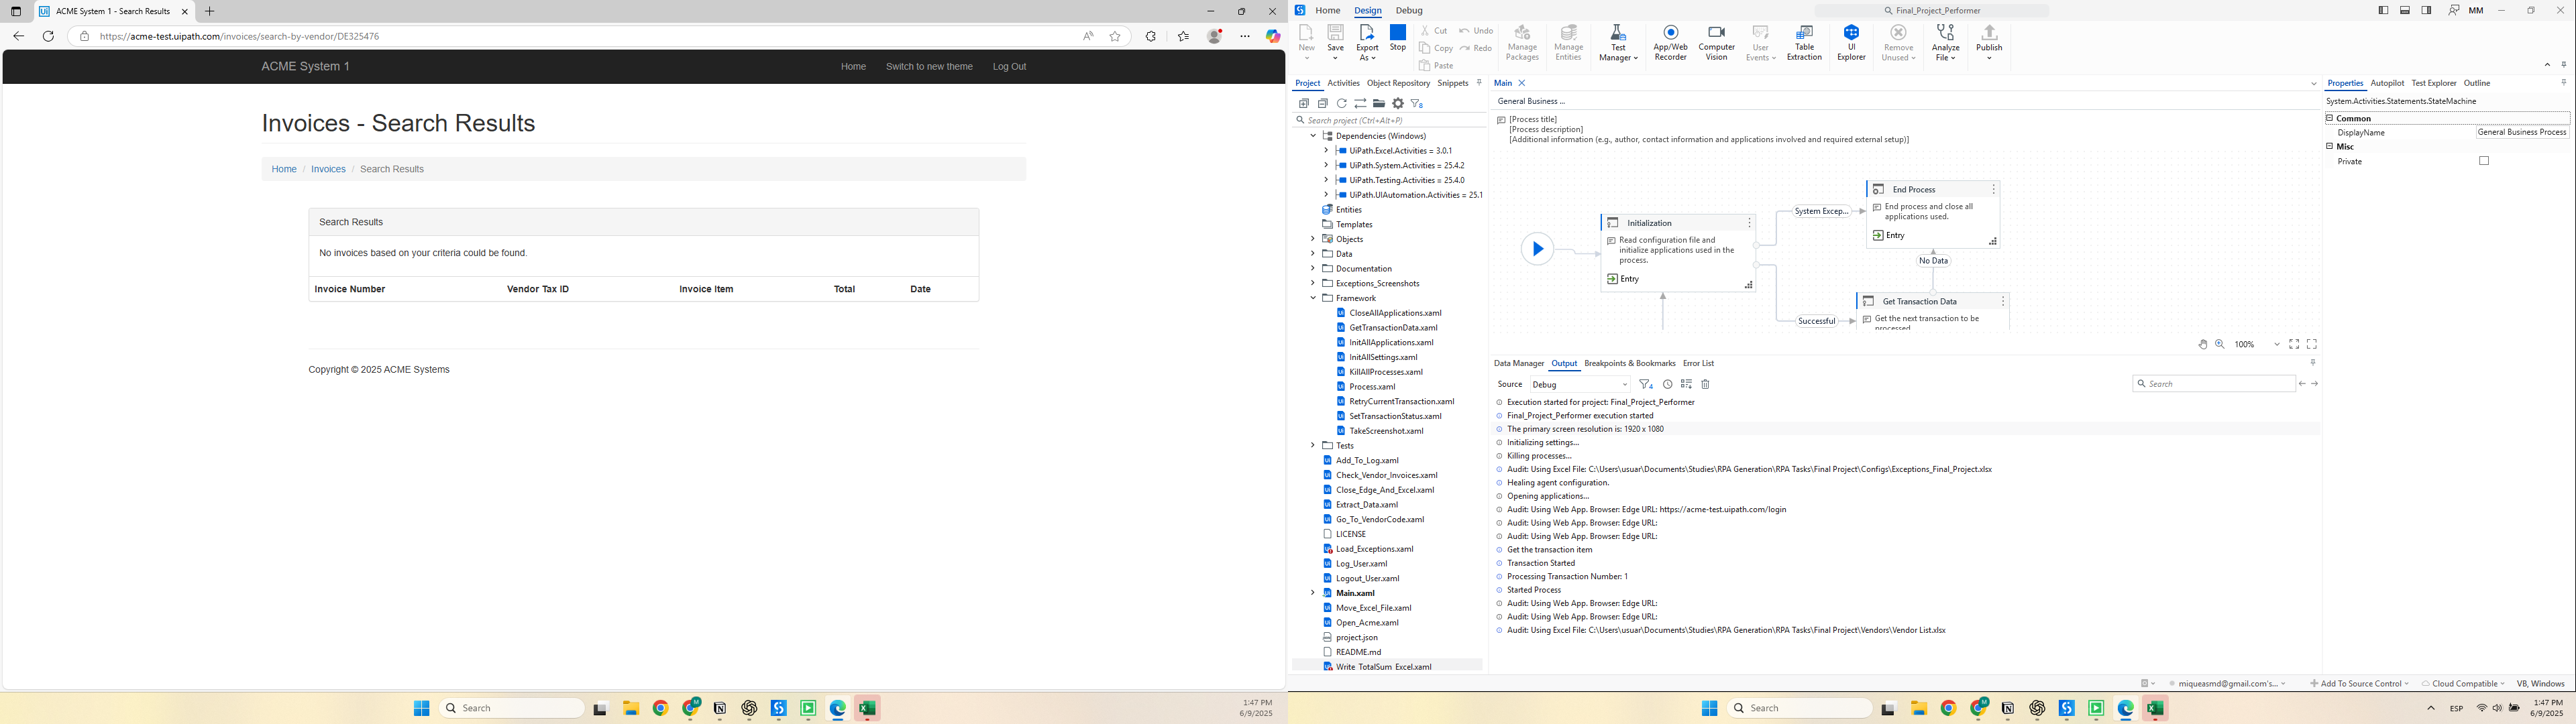 ACME System 1 - Search Results
https://acme-test.uipath.com/invoices/search-by-vendor/DE325476
ACME System 1
Home
Switch to new theme
Log Out
Invoices - Search Results
Home / Invoices / Search Results
Search Results
No invoices based on your criteria could be found.
Invoice Number Vendor Tax ID Invoice Item Total Date
Copyright © 2025 ACME Systems
Search
1:47 PM
6/9/2025
Home Design Debug
Final_Project_Performer
MM
New
Save
Export As
Stop
Cut
Copy
Paste
Undo
Redo
Manage Packages
Manage Entities
Test Manager
App/Web Recorder
Computer Vision
User Events
Table Extraction
UI Explorer
Remove Unused
Analyze File
Publish
Project Activities Object Repository Snippets
Search project (Ctrl+Alt+P)
Dependencies (Windows)
UiPath.Excel.Activities = 3.0.1
UiPath.System.Activities = 25.4.2
UiPath.Testing.Activities = 25.4.0
UiPath.UIAutomation.Activities = 25.1
Entities
Templates
Objects
Data
Documentation
Exceptions_Screenshots
Framework
CloseAllApplications.xaml
GetTransactionData.xaml
InitAllApplications.xaml
InitAllSettings.xaml
KillAllProcesses.xaml
Process.xaml
RetryCurrentTransaction.xaml
SetTransactionStatus.xaml
TakeScreenshot.xaml
Tests
Add_To_Log.xaml
Check_Vendor_Invoices.xaml
Close_Edge_And_Excel.xaml
Extract_Data.xaml
Go_To_VendorCode.xaml
LICENSE
Load_Exceptions.xaml
Log_User.xaml
Logout_User.xaml
Main.xaml
Move_Excel_File.xaml
Open_Acme.xaml
project.json
README.md
Write_TotalSum_Excel.xaml
Main
General Business ...
[Process title]
[Process description]
[Additional information (e.g., author, contact information and applications involved and required external setup)]
Initialization
Read configuration file and
initialize applications used in the
process.
Entry
System Excep...
End Process
End process and close all
applications used.
Entry
No Data
Successful
Get Transaction Data
Get the next transaction to be
processed
100%
Data Manager Output Breakpoints & Bookmarks Error List
Source Debug
4
Search
Execution started for project: Final_Project_Performer
Final_Project_Performer execution started
The primary screen resolution is: 1920 x 1080
Initializing settings...
Killing processes...
Audit: Using Excel File: C:\Users\usuar\Documents\Studies\RPA Generation\RPA Tasks\Final Project\Configs\Exceptions_Final_Project.xlsx
Healing agent configuration.
Opening applications...
Audit: Using Web App. Browser: Edge URL: https://acme-test.uipath.com/login
Audit: Using Web App. Browser: Edge URL:
Audit: Using Web App. Browser: Edge URL:
Get the transaction item
Transaction Started
Processing Transaction Number: 1
Started Process
Audit: Using Web App. Browser: Edge URL:
Audit: Using Web App. Browser: Edge URL:
Audit: Using Excel File: C:\Users\usuar\Documents\Studies\RPA Generation\RPA Tasks\Final Project\Vendors\Vendor List.xlsx
Properties Autopilot Test Explorer Outline
System.Activities.Statements.StateMachine
Common
DisplayName General Business Process
Misc
Private
miqueasmd@gmail.com's...
Add To Source Control
Cloud Compatible
VB, Windows
Search
ESP
1:47 PM
6/9/2025